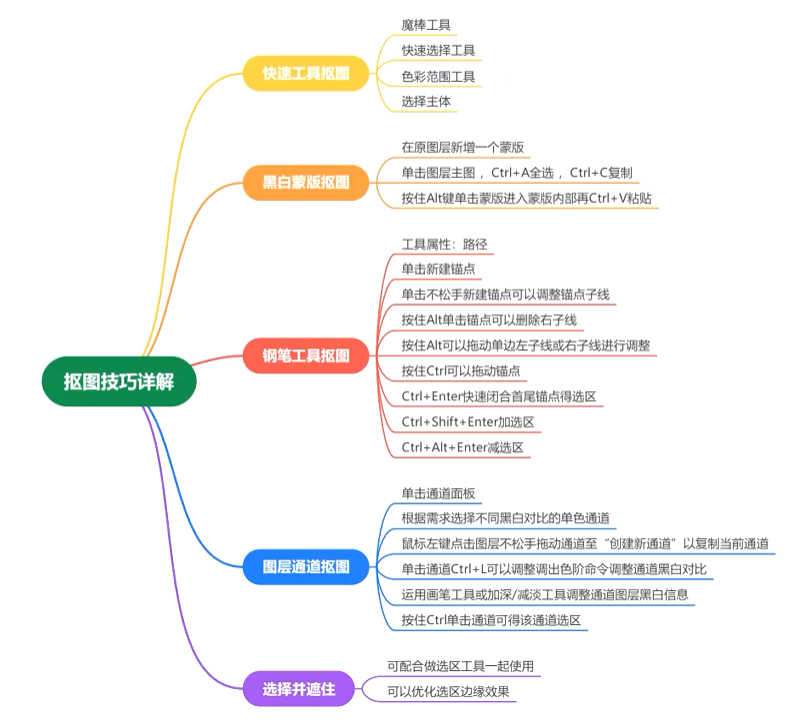 抠图技巧详解
快速工具抠图
魔棒工具
快速选择工具
色彩范围工具
选择主体
黑白蒙版抠图
在原图层新增一个蒙版
单击图层主图，Ctrl+A全选，Ctrl+C复制
按住Alt键单击蒙版进入蒙版内部再Ctrl+V粘贴
钢笔工具抠图
工具属性：路径
单击新建锚点
单击不松手新建锚点可以调整锚点子线
按住Alt单击锚点可以删除右子线
按住Alt可以拖动单边左子线或右子线进行调整
按住Ctrl可以拖动锚点
Ctrl+Enter快速闭合首尾锚点得选区
Ctrl+Shift+Enter加选区
Ctrl+Alt+Enter减选区
图层通道抠图
单击通道面板
根据需求选择不同黑白对比的单色通道
鼠标左键点击图层不松手拖动通道至“创建新通道”以复制当前通道
单击通道Ctrl+L可以调整调出色阶命令调整通道黑白对比
运用画笔工具或加深/减淡工具调整通道图层黑白信息
按住Ctrl单击通道可得该通道选区
选择并遮住
可配合做选区工具一起使用
可以优化选区边缘效果